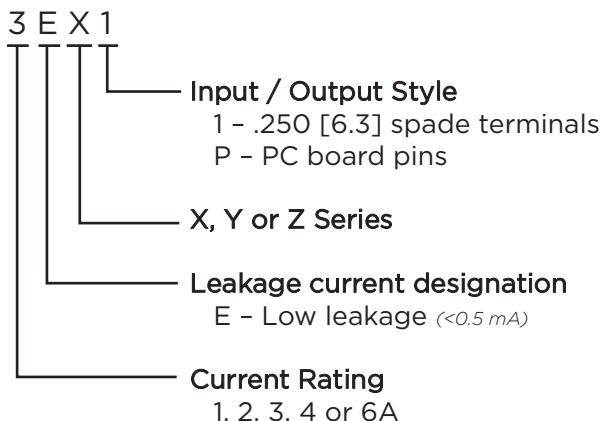 3 E X 1
Input / Output Style
1 – .250 [6.3] spade terminals
P – PC board pins
X, Y or Z Series
Leakage current designation
E – Low leakage (<0.5 mA)
Current Rating
1, 2, 3, 4 or 6A